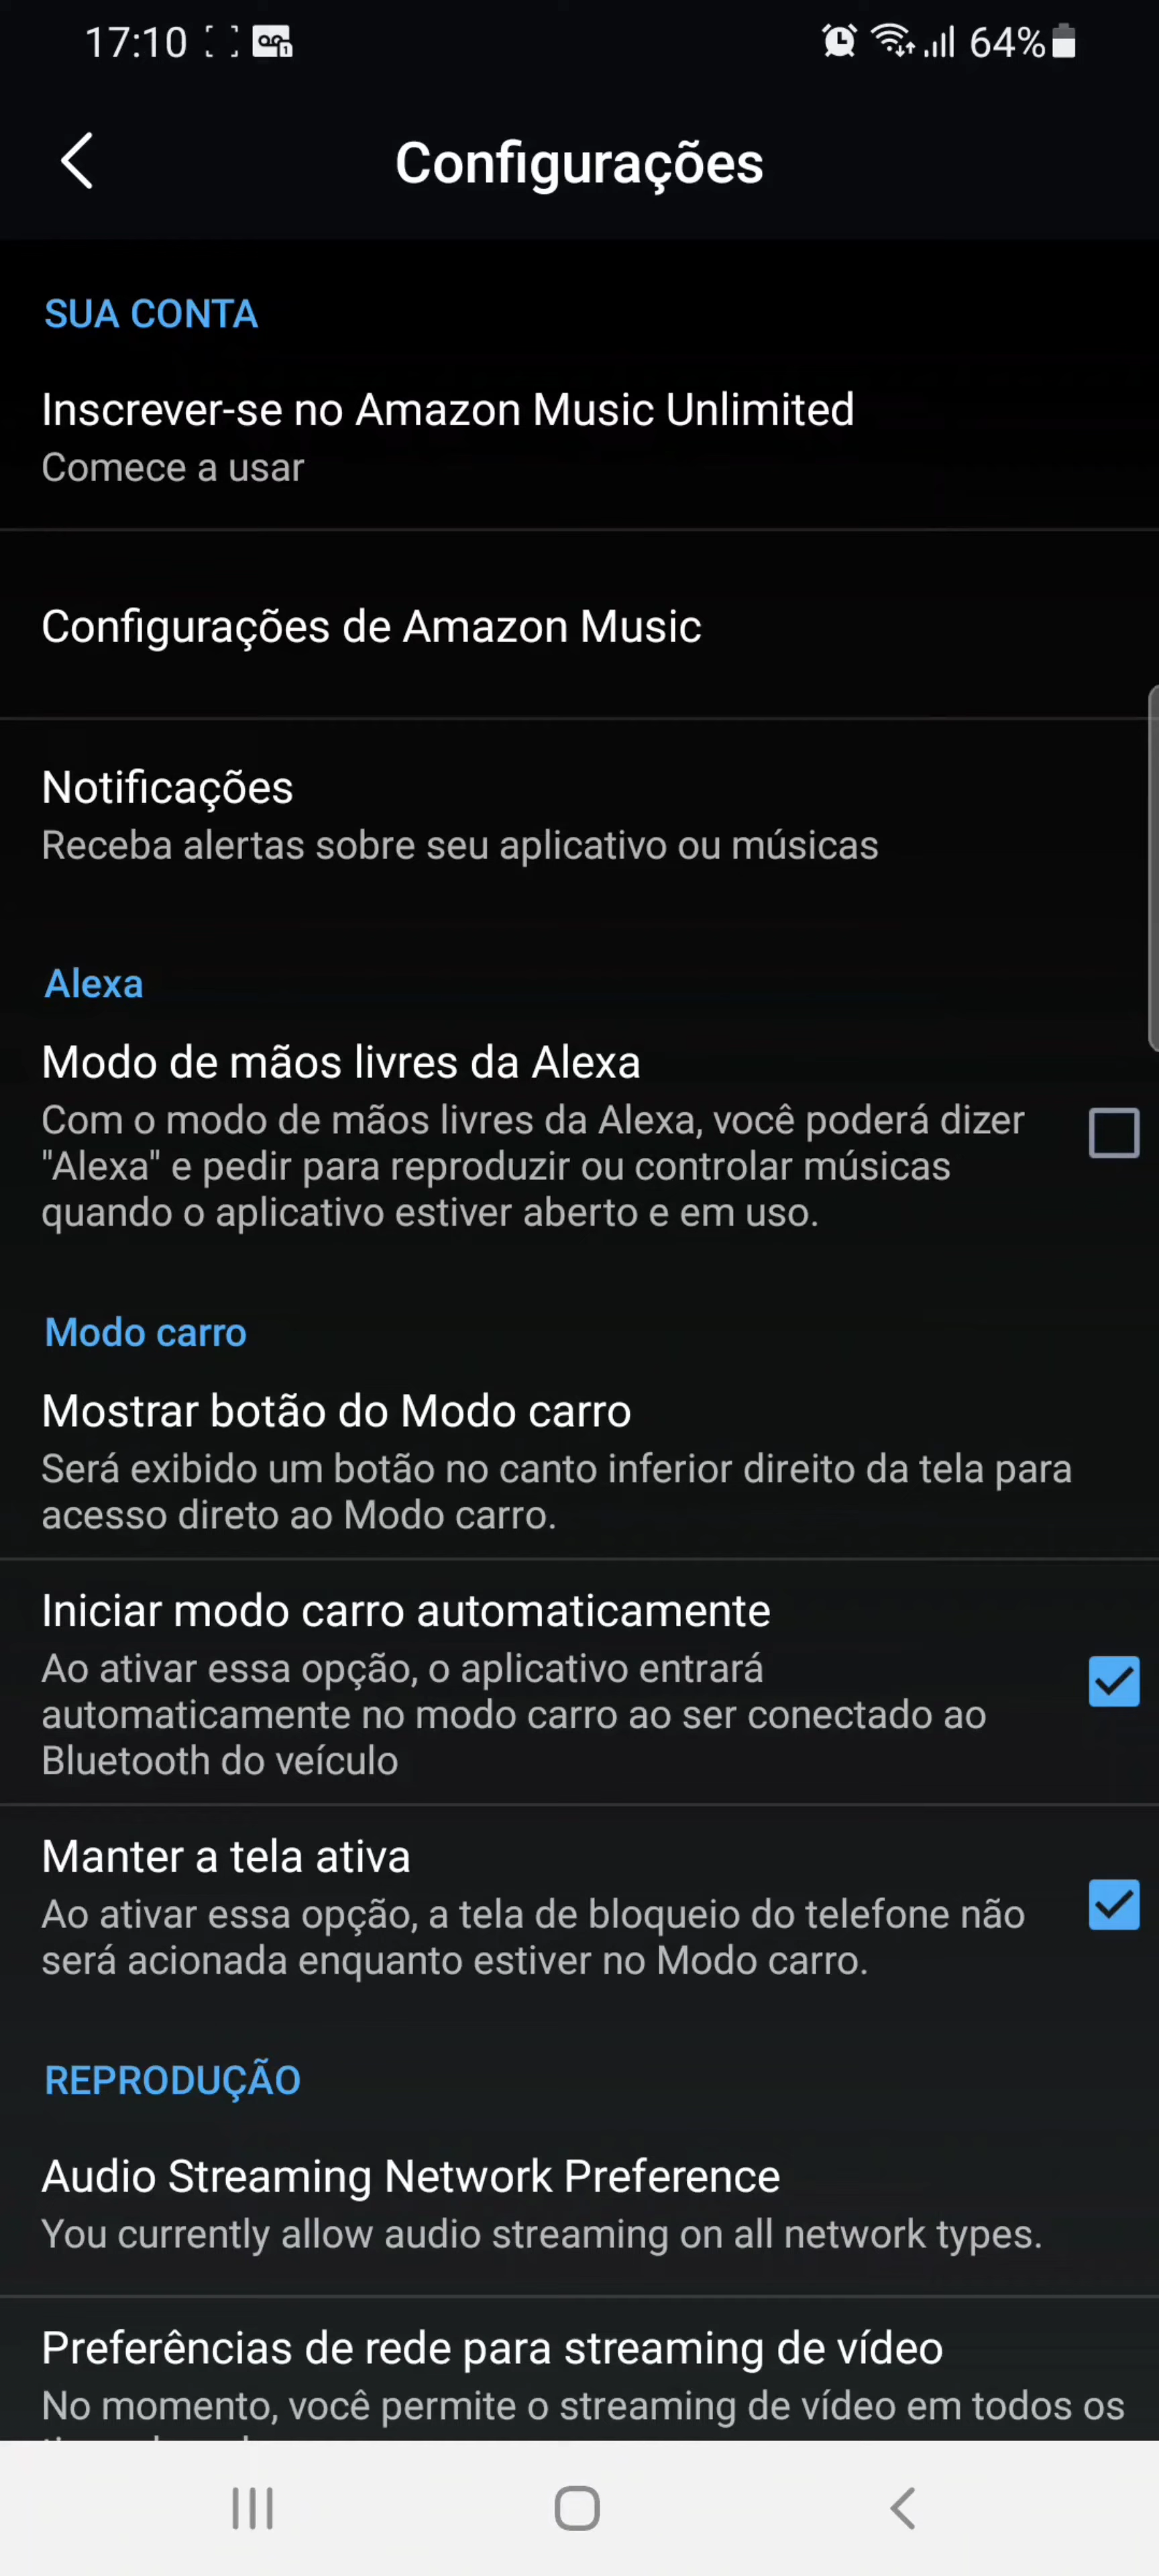 17:10
64%
Configurações
SUA CONTA
Inscrever-se no Amazon Music Unlimited
Comece a usar
Configurações de Amazon Music
Notificações
Receba alertas sobre seu aplicativo ou músicas
Alexa
Modo de mãos livres da Alexa
Com o modo de mãos livres da Alexa, você poderá dizer
"Alexa" e pedir para reproduzir ou controlar músicas
quando o aplicativo estiver aberto e em uso.
Modo carro
Mostrar botão do Modo carro
Será exibido um botão no canto inferior direito da tela para
acesso direto ao Modo carro.
Iniciar modo carro automaticamente
Ao ativar essa opção, o aplicativo entrará
automaticamente no modo carro ao ser conectado ao
Bluetooth do veículo
Manter a tela ativa
Ao ativar essa opção, a tela de bloqueio do telefone não
será acionada enquanto estiver no Modo carro.
REPRODUÇÃO
Audio Streaming Network Preference
You currently allow audio streaming on all network types.
Preferências de rede para streaming de vídeo
No momento, você permite o streaming de vídeo em todos os